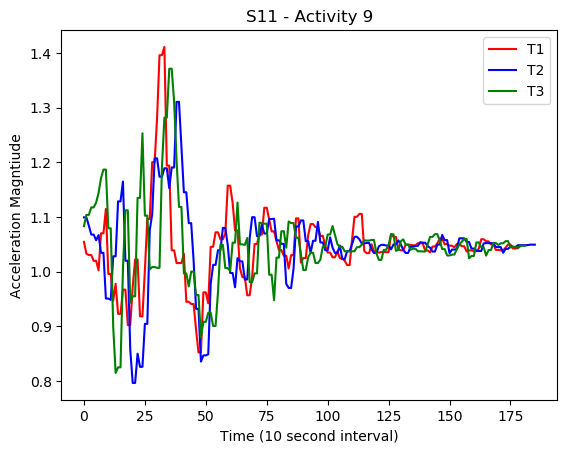 S11 - Activity 9
Acceleration Magntiude
1.4
1.3
1.2
1.1
1.0
0.9
0.8
T1
T2
T3
0 25 50 75 100 125 150 175
Time (10 second interval)